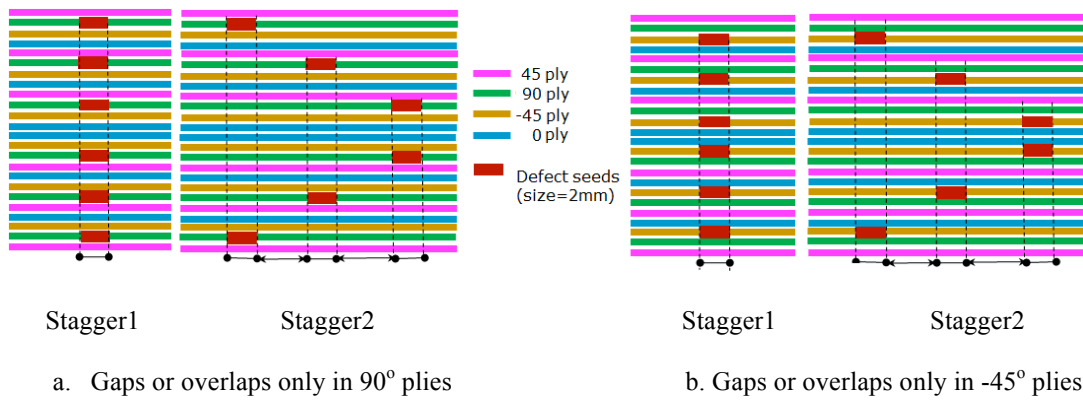 45 ply
90 ply
-45 ply
0 ply
Defect seeds
(size=2mm)
Stagger1
Stagger2
Stagger1
Stagger2
a. Gaps or overlaps only in 90° plies
b. Gaps or overlaps only in -45° plies